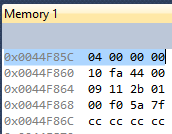 Memory 1
0x0044F85C 04 00 00 00
0x0044F860 10 fa 44 00
0x0044F864 09 11 2b 01
0x0044F868 00 f0 5a 7f
0x0044F86C cc cc cc cc